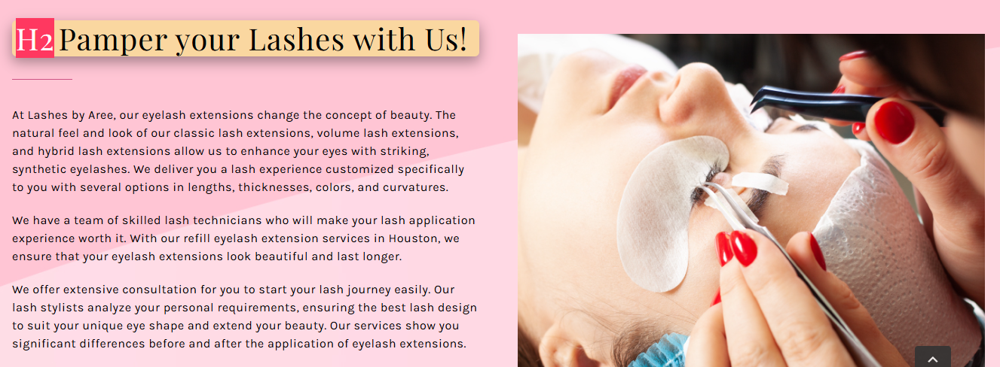 H2 Pamper your Lashes with Us!
At Lashes by Aree, our eyelash extensions change the concept of beauty. The
natural feel and look of our classic lash extensions, volume lash extensions,
and hybrid lash extensions allow us to enhance your eyes with striking,
synthetic eyelashes. We deliver you a lash experience customized specifically
to you with several options in lengths, thicknesses, colors, and curvatures.
We have a team of skilled lash technicians who will make your lash application
experience worth it. With our refill eyelash extension services in Houston, we
ensure that your eyelash extensions look beautiful and last longer.
We offer extensive consultation for you to start your lash journey easily. Our
lash stylists analyze your personal requirements, ensuring the best lash design
to suit your unique eye shape and extend your beauty. Our services show you
significant differences before and after the application of eyelash extensions.